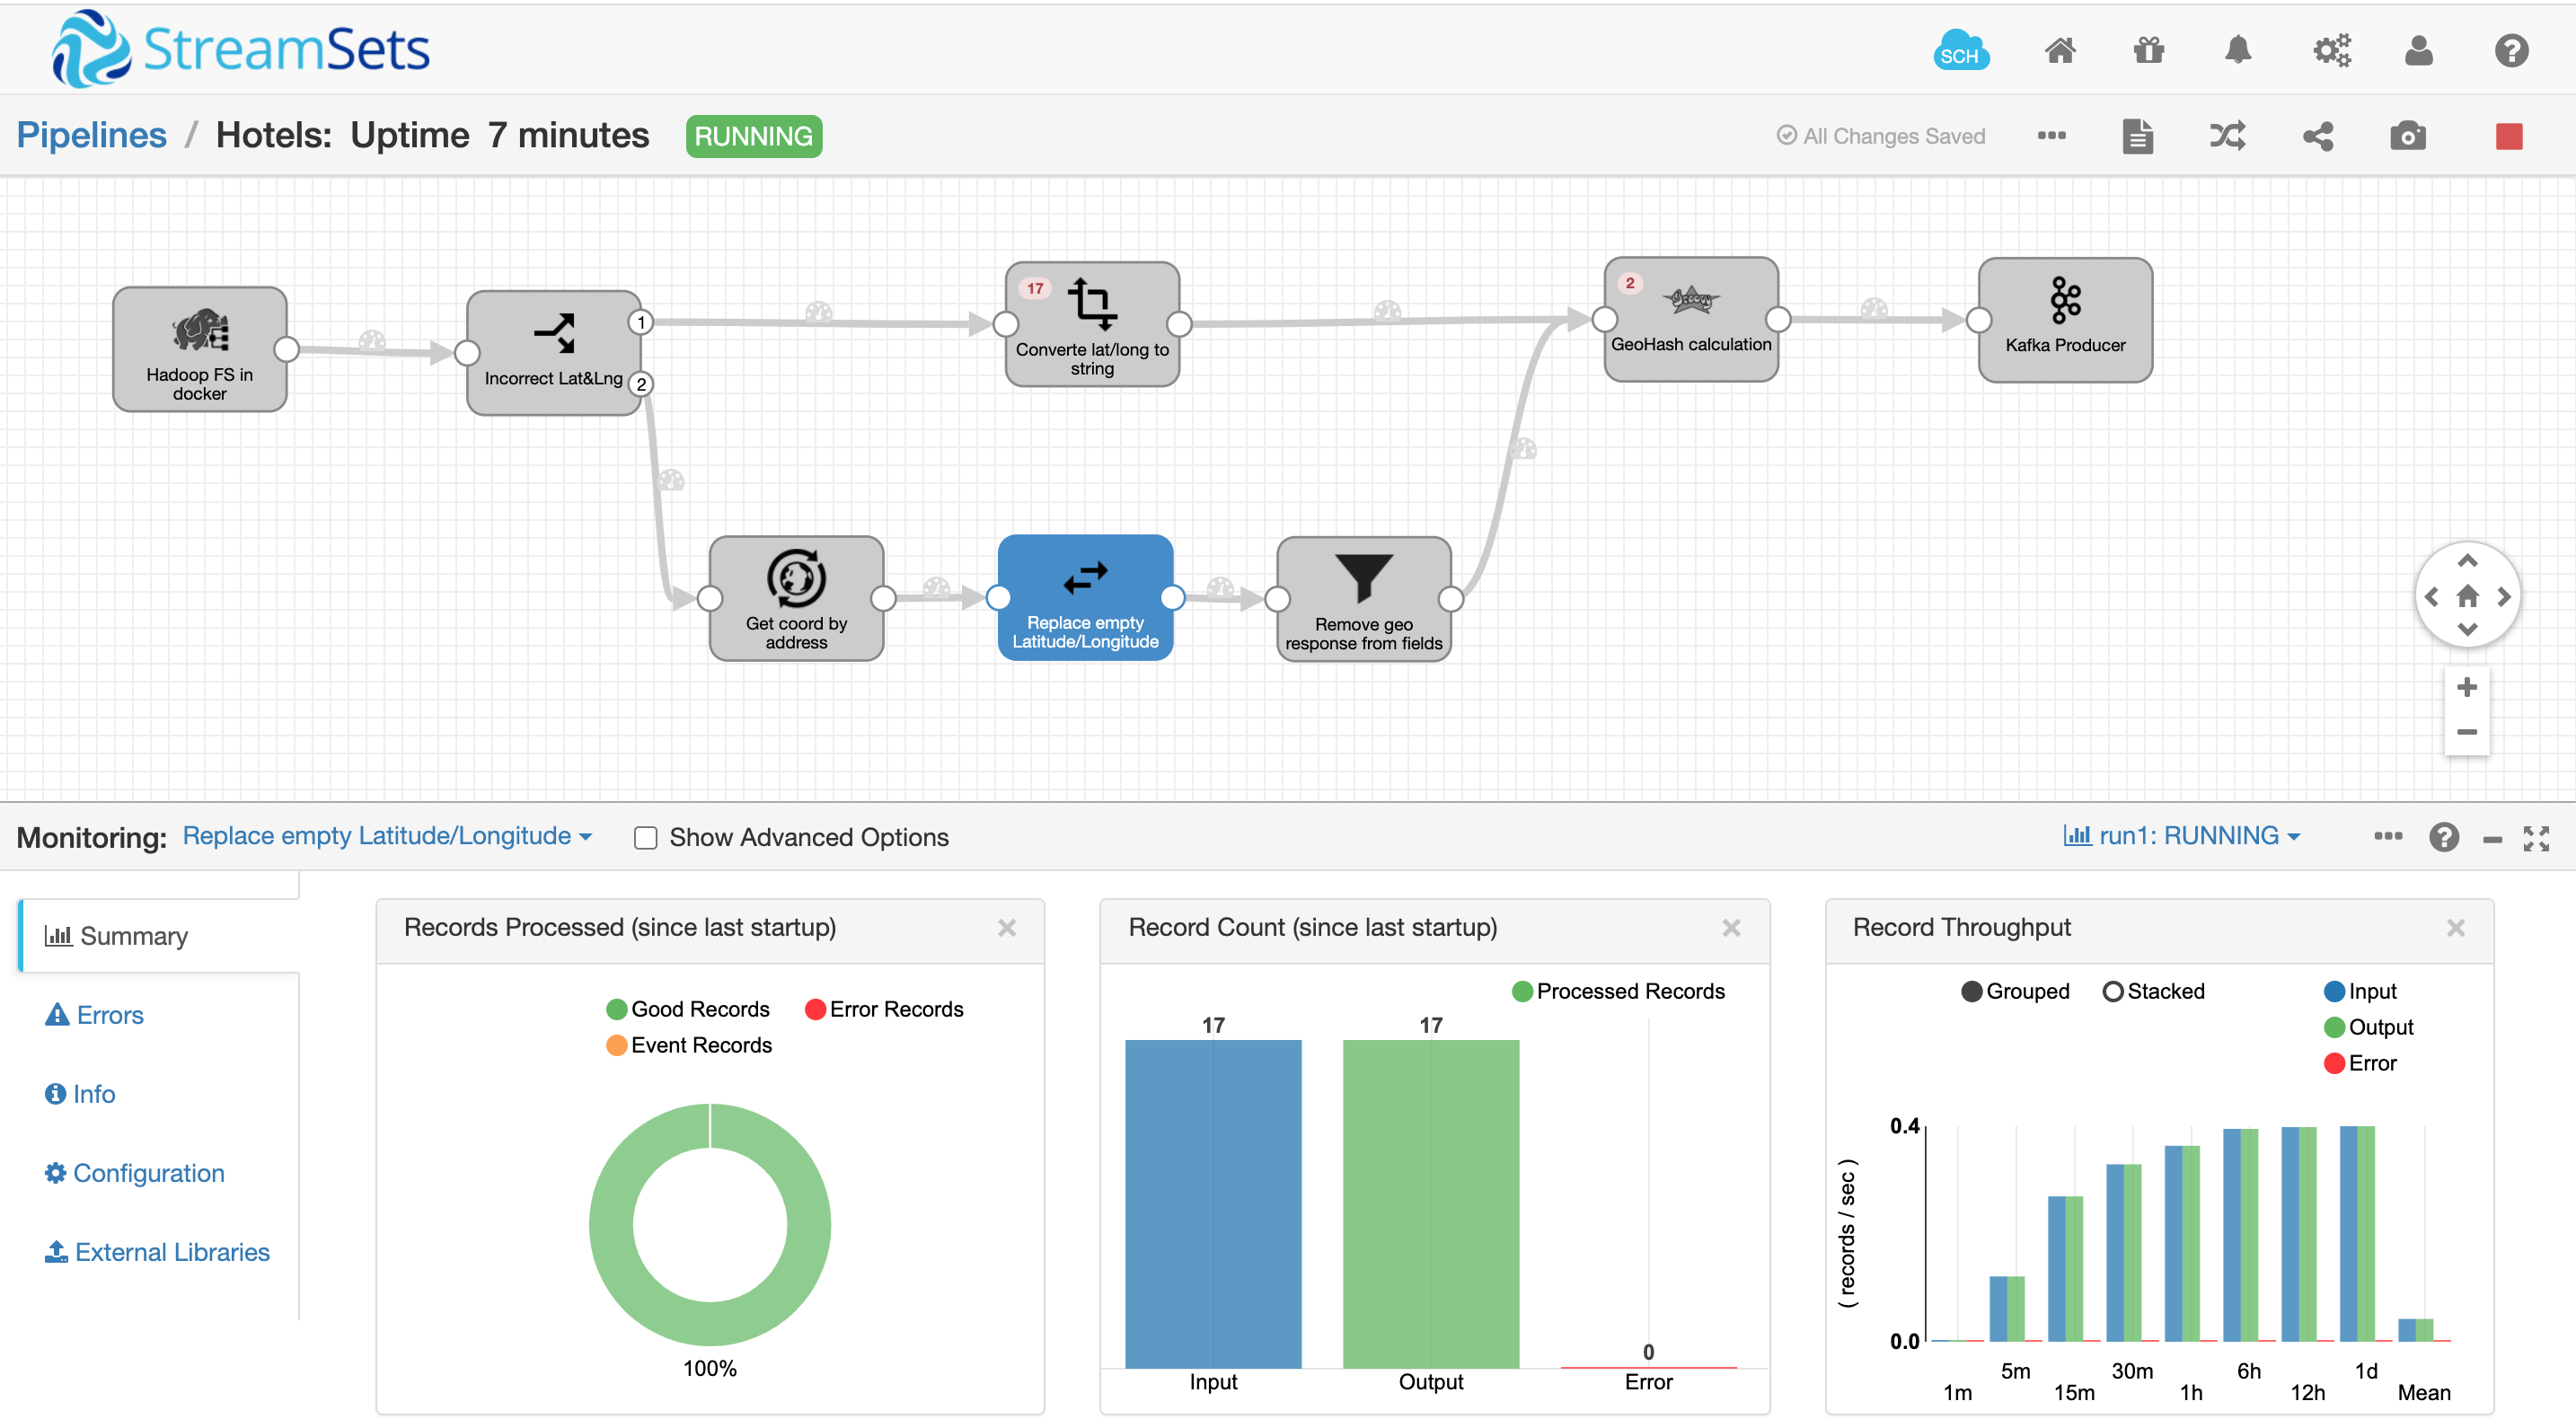 StreamSets
SCH
Pipelines / Hotels: Uptime 7 minutes RUNNING
All Changes Saved
Hadoop FS in
docker
Incorrect Lat&Lng
1
2
17
Converte lat/long to
string
2
Groovy
GeoHash calculation
Kafka Producer
Get coord by
address
Replace empty
Latitude/Longitude
Remove geo
response from fields
Monitoring: Replace empty Latitude/Longitude
Show Advanced Options
run1: RUNNING
Summary
Errors
Info
Configuration
External Libraries
Records Processed (since last startup)
Good Records
Error Records
Event Records
100%
Record Count (since last startup)
Processed Records
17
17
0
Input
Output
Error
Record Throughput
Grouped
Stacked
Input
Output
Error
( records / sec )
0.4
0.0
1m
5m
15m
30m
1h
6h
12h
1d
Mean